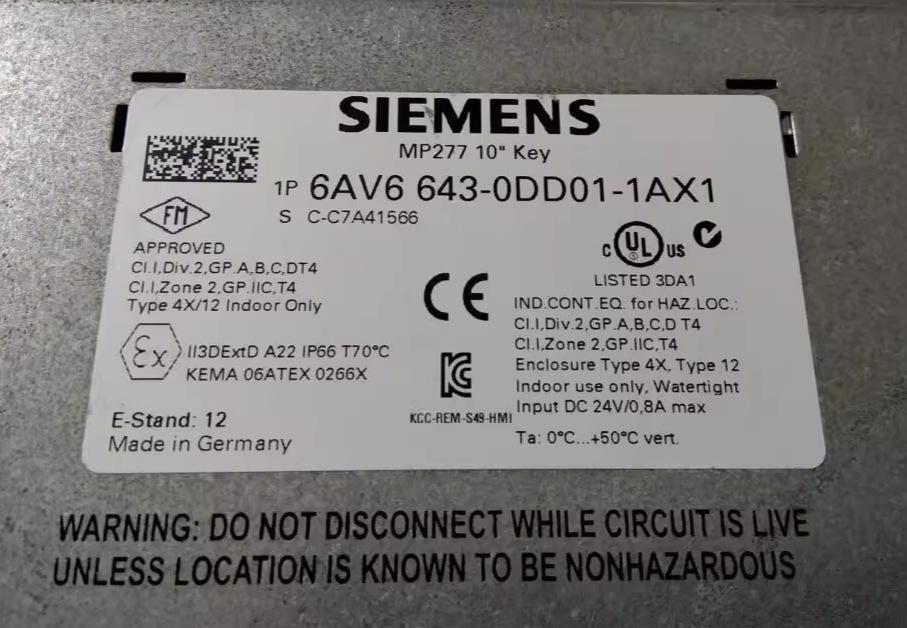 SIEMENS
MP277 10" Key
1P 6AV6 643-0DD01-1AX1
S C-C7A41566
FM
APPROVED
Cl.I,Div.2,GP.A,B,C,DT4
Cl.I,Zone 2,GP.IIC,T4
Type 4X/12 Indoor Only
Ex
II3DExtD A22 IP66 T70°C
KEMA 06ATEX 0266X
E-Stand: 12
Made in Germany
CE
KC
KCC-REM-S49-HMI
C UL US
LISTED 3DA1
IND.CONT.EQ. for HAZ.LOC.:
Cl.I,Div.2,GP.A,B,C,D T4
Cl.I,Zone 2,GP.IIC,T4
Enclosure Type 4X, Type 12
Indoor use only, Watertight
Input DC 24V/0,8A max
Ta: 0°C...+50°C vert.
WARNING: DO NOT DISCONNECT WHILE CIRCUIT IS LIVE
UNLESS LOCATION IS KNOWN TO BE NONHAZARDOUS